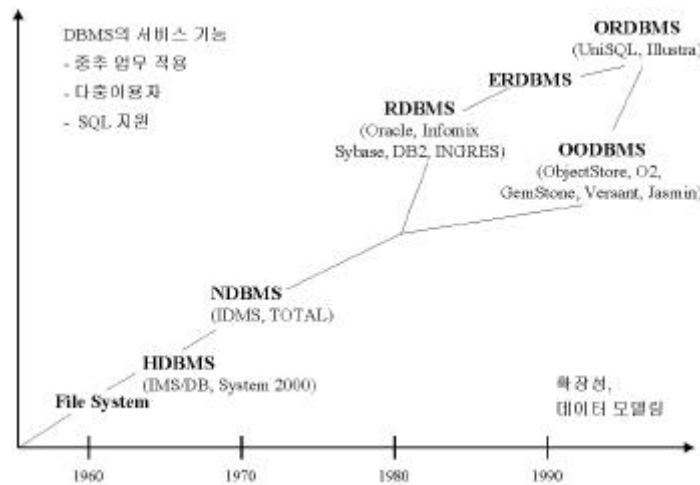 DBMS의 서비스 기능
- 중추 업무 적용
- 다중이용자
- SQL 지원
ORDBMS
(UniSQL, Illustra)
ERDBMS
RDBMS
(Oracle, Infomix
Sybase, DB2, INGRES)
OODBMS
(ObjectStore, O2,
GemStone, Versant, Jasmin)
NDBMS
(IDMS, TOTAL)
HDBMS
(IMS/DB, System 2000)
File System
확장성,
데이터 모델링
1960
1970
1980
1990